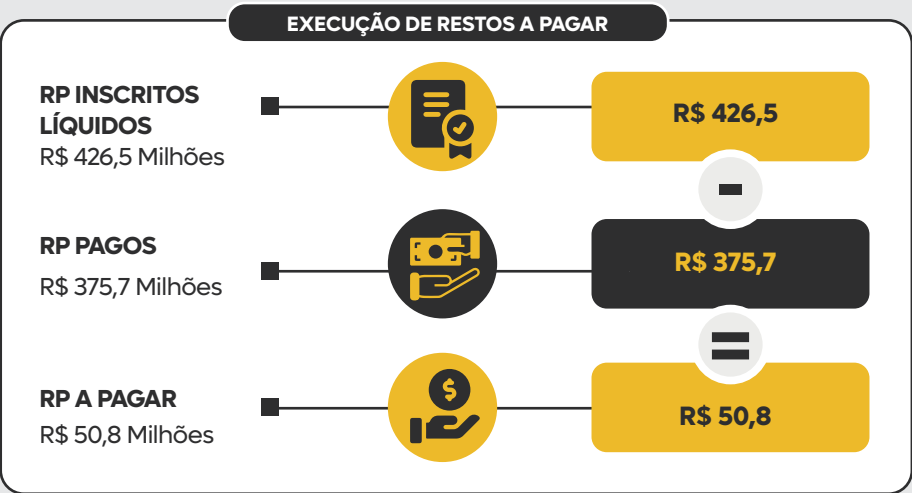 EXECUÇÃO DE RESTOS A PAGAR
RP INSCRITOS
LÍQUIDOS
R$ 426,5 Milhões
R$ 426,5
-
RP PAGOS
R$ 375,7 Milhões
R$ 375,7
=
RP A PAGAR
R$ 50,8 Milhões
$
R$ 50,8